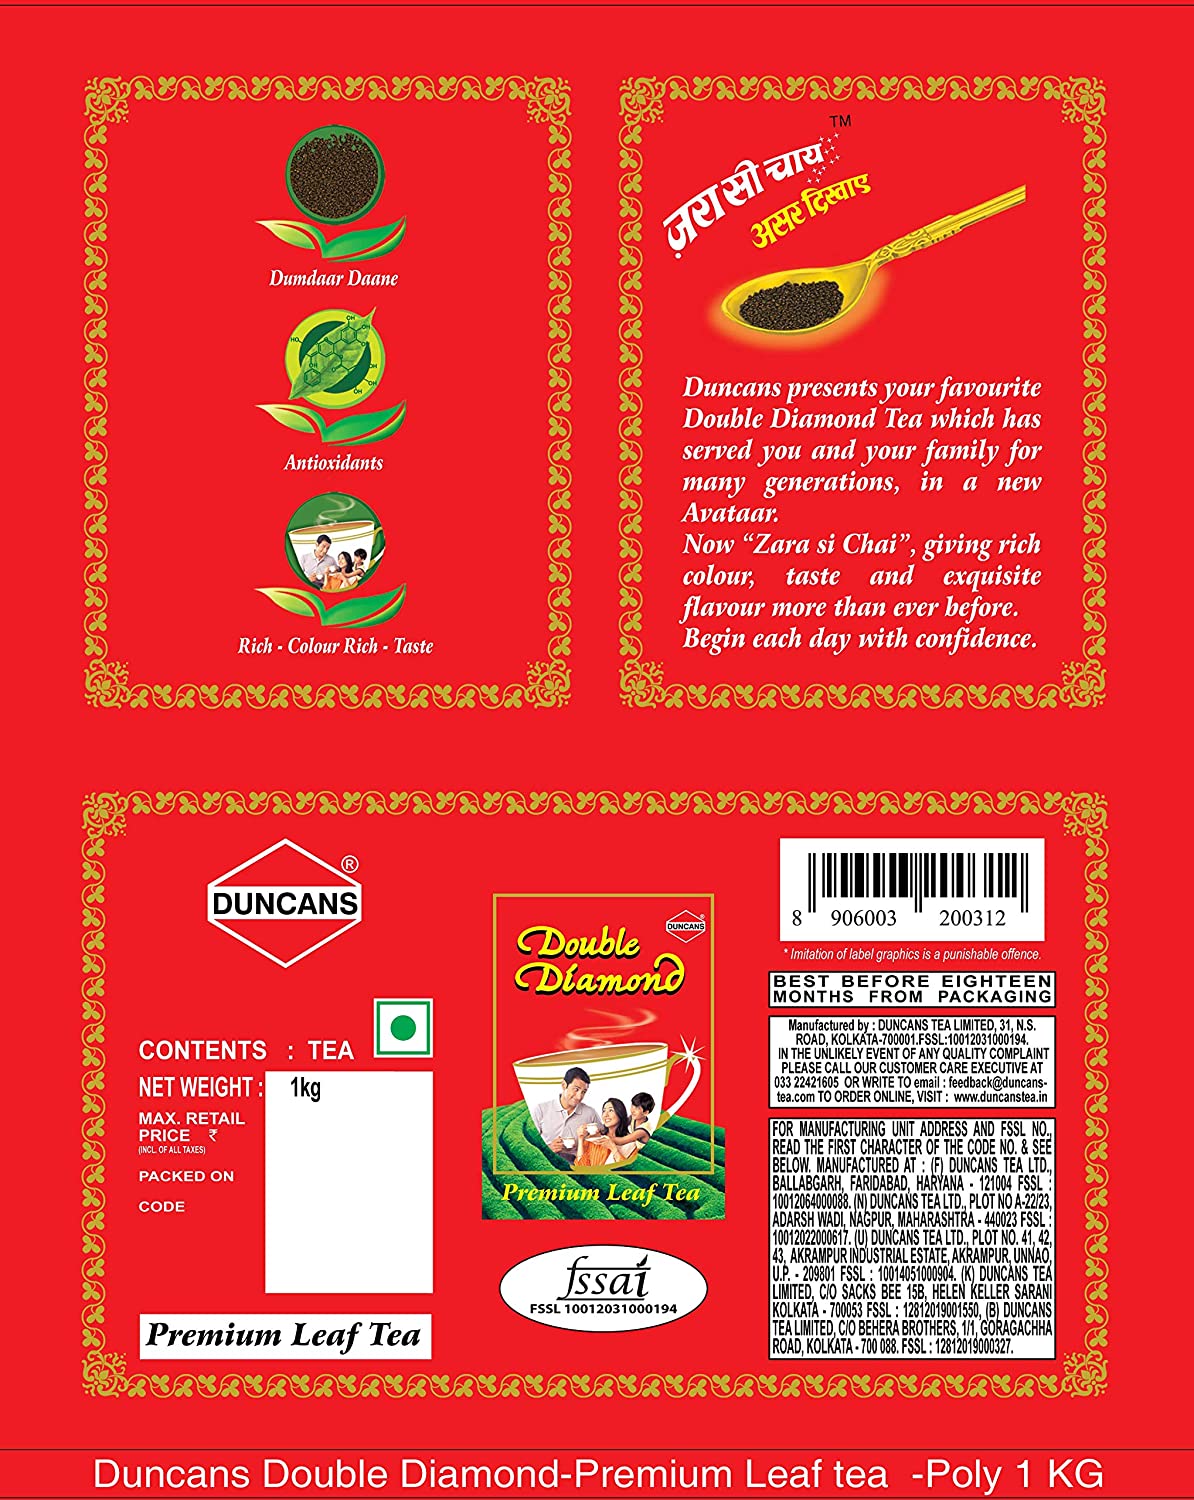 Dumdaar Daane
Antioxidants
Rich - Colour Rich - Taste
TM
ज़रा सी चाय
असर दिखाए
Duncans presents your favourite
Double Diamond Tea which has
served you and your family for
many generations, in a new
Avataar.
Now “Zara si Chai”, giving rich
colour, taste and exquisite
flavour more than ever before.
Begin each day with confidence.
DUNCANS ®
CONTENTS : TEA
NET WEIGHT : 1kg
MAX. RETAIL
PRICE ₹
(INCL. OF ALL TAXES)
PACKED ON
CODE
Premium Leaf Tea
DUNCANS
Double
Diamond
Premium Leaf Tea
fssai
FSSL 10012031000194
8 906003 200312
* Imitation of label graphics is a punishable offence.
BEST BEFORE EIGHTEEN
MONTHS FROM PACKAGING
Manufactured by : DUNCANS TEA LIMITED, 31, N.S.
ROAD, KOLKATA-700001.FSSL:10012031000194.
IN THE UNLIKELY EVENT OF ANY QUALITY COMPLAINT
PLEASE CALL OUR CUSTOMER CARE EXECUTIVE AT
033 22421605 OR WRITE TO email : feedback@duncans-
tea.com TO ORDER ONLINE, VISIT : www.duncanstea.in
FOR MANUFACTURING UNIT ADDRESS AND FSSL NO.,
READ THE FIRST CHARACTER OF THE CODE NO. & SEE
BELOW. MANUFACTURED AT : (F) DUNCANS TEA LTD.,
BALLABGARH, FARIDABAD, HARYANA - 121004 FSSL :
10012064000088. (N) DUNCANS TEA LTD., PLOT NO A-22/23,
ADARSH WADI, NAGPUR, MAHARASHTRA - 440023 FSSL :
10012022000617. (U) DUNCANS TEA LTD., PLOT NO. 41, 42,
43, AKRAMPUR INDUSTRIAL ESTATE, AKRAMPUR, UNNAO,
U.P. - 209801 FSSL : 10014051000904. (K) DUNCANS TEA
LIMITED, C/O SACKS BEE 15B, HELEN KELLER SARANI
KOLKATA - 700053 FSSL : 12812019001550, (B) DUNCANS
TEA LIMITED, C/O BEHERA BROTHERS, 1/1, GORAGACHHA
ROAD, KOLKATA - 700 088. FSSL : 12812019000327.
Duncans Double Diamond-Premium Leaf tea -Poly 1 KG